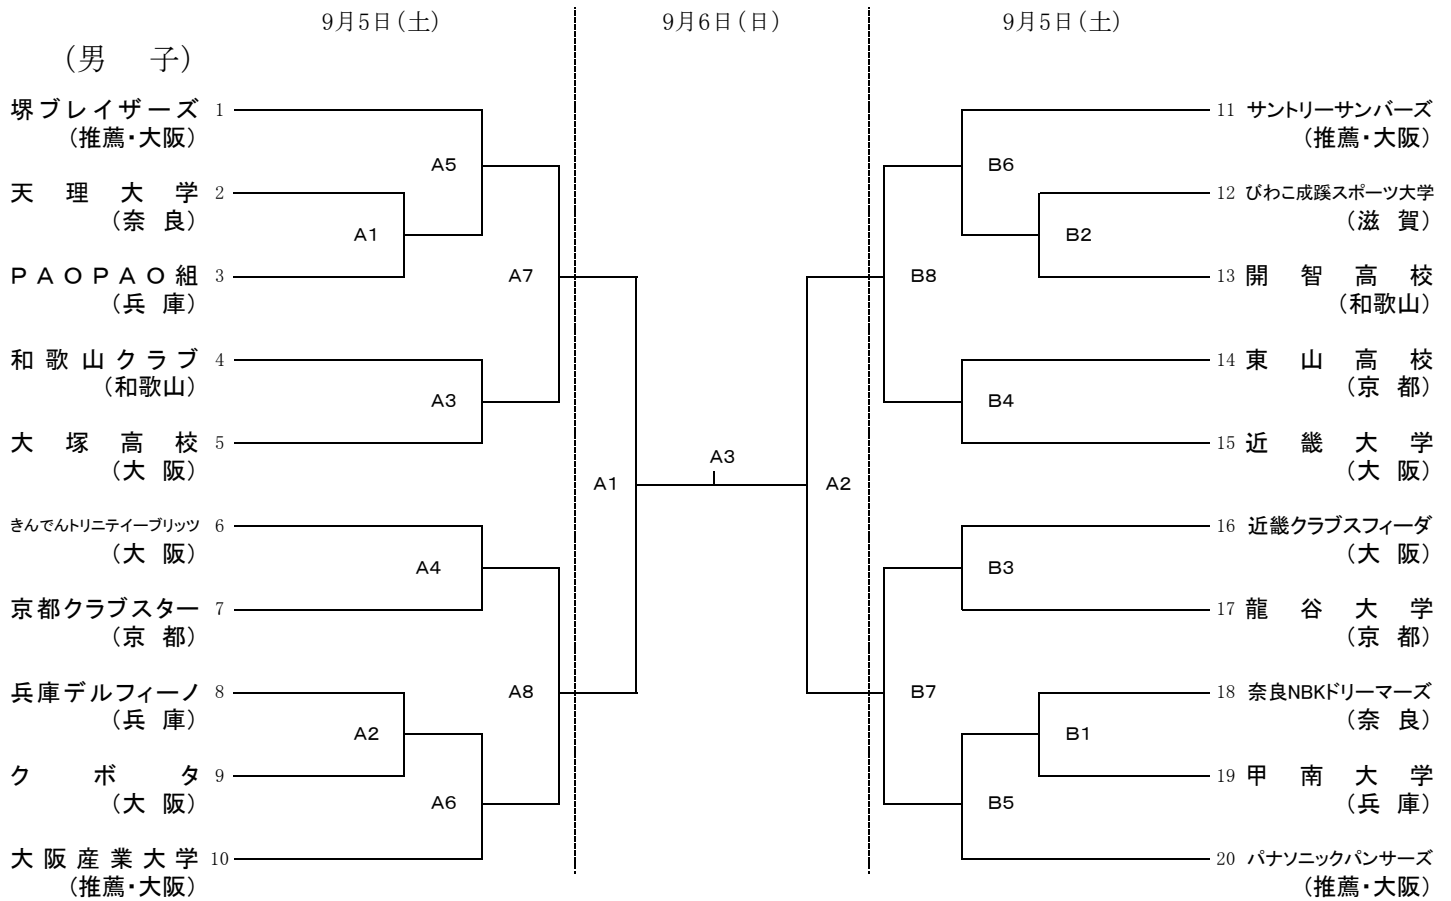 9月5日(土) 9月6日(日) 9月5日(土)
(男 子)
堺ブレイザーズ 1
(推薦・大阪)
A5
天理大学 2
(奈 良)
A1
PAOPAO組 3
(兵 庫)
A7
和歌山クラブ 4
(和歌山)
A3
大塚高校 5
(大 阪)
A1
きんでんトリニテイーブリッツ 6
(大 阪)
A4
京都クラブスター 7
(京 都)
A8
兵庫デルフィーノ 8
(兵 庫)
A2
クボタ 9
(大 阪)
A6
大阪産業大学 10
(推薦・大阪)
A3
A2
11 サントリーサンバーズ
(推薦・大阪)
B6
12 びわこ成蹊スポーツ大学
(滋 賀)
B2
13 開智高校
(和歌山)
B8
14 東山高校
(京 都)
B4
15 近畿大学
(大 阪)
16 近畿クラブスフィーダ
(大 阪)
B3
17 龍谷大学
(京 都)
B7
18 奈良NBKドリーマーズ
(奈 良)
B1
19 甲南大学
(兵 庫)
B5
20 パナソニックパンサーズ
(推薦・大阪)